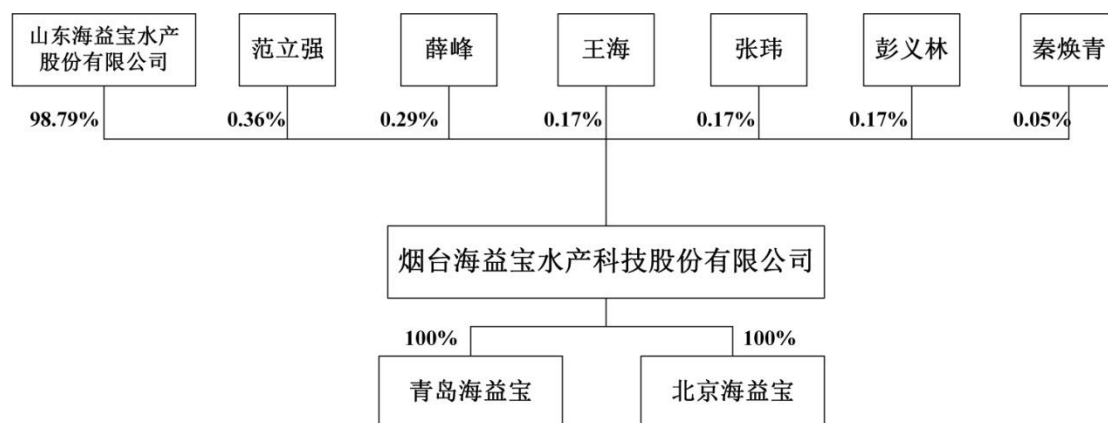 山东海益宝水产
股份有限公司
范立强
薛峰
王海
张玮
彭义林
秦焕青
98.79%
0.36%
0.29%
0.17%
0.17%
0.17%
0.05%
烟台海益宝水产科技股份有限公司
100%
100%
青岛海益宝
北京海益宝